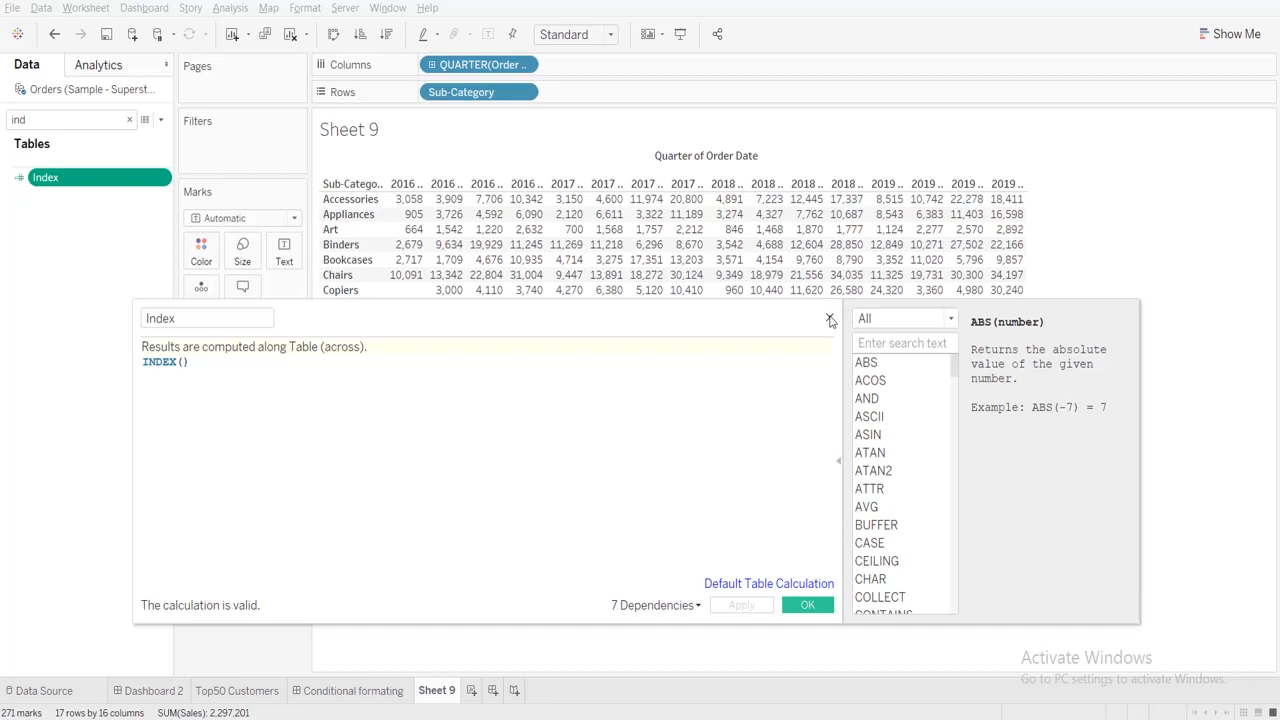 File Data Worksheet Dashboard Story Analysis Map Format Server Window Help
Standard
Show Me
Data Analytics
Orders (Sample - Superst...
ind
Tables
Index
Pages
Filters
Marks
Automatic
Color Size Text
Columns QUARTER(Order ..
Rows Sub-Category
Sheet 9
Quarter of Order Date
Sub-Catego.. 2016 .. 2016 .. 2016 .. 2016 .. 2017 .. 2017 .. 2017 .. 2017 .. 2018 .. 2018 .. 2018 .. 2018 .. 2019 .. 2019 .. 2019 .. 2019 ..
Accessories 3,058 3,909 7,706 10,342 3,150 4,600 11,974 20,800 4,891 7,223 12,445 17,337 8,515 10,742 22,278 18,411
Appliances 905 3,726 4,592 6,090 2,120 6,611 3,322 11,189 3,274 4,327 7,762 10,687 8,545 6,383 11,403 16,598
Art 664 1,542 1,220 2,632 700 1,568 1,757 2,212 846 1,468 1,870 1,777 1,124 2,277 2,570 2,892
Binders 2,679 9,634 19,929 11,245 11,269 11,218 6,296 8,670 3,542 4,688 12,604 28,850 12,849 10,271 27,502 22,166
Bookcases 2,717 1,709 4,676 10,935 4,275 17,351 13,203 3,571 4,154 9,760 8,790 3,352 11,020 5,796 9,857
Chairs 10,091 13,342 22,804 31,004 9,447 13,891 18,272 30,124 9,349 18,979 21,556 34,035 11,325 19,731 30,300 34,197
Copiers 3,000 4,110 3,740 4,270 6,380 5,120 10,410 960 10,440 11,620 26,580 24,320 3,360 4,980 30,240
Index
Results are computed along Table (across).
INDEX()
Default Table Calculation
The calculation is valid.
7 Dependencies Apply OK
All
Enter search text
ABS
ACOS
AND
ASCII
ASIN
ATAN
ATAN2
ATTR
AVG
BUFFER
CASE
CEILING
CHAR
COLLECT
CONTAINS
ABS(number)
Returns the absolute
value of the given
number.
Example: ABS(-7) = 7
Activate Windows
Go to PC settings to activate Windows.
Data Source Dashboard 2 Top50 Customers Conditional formating Sheet 9
271 marks 17 rows by 16 columns SUM(Sales): 2,297,201